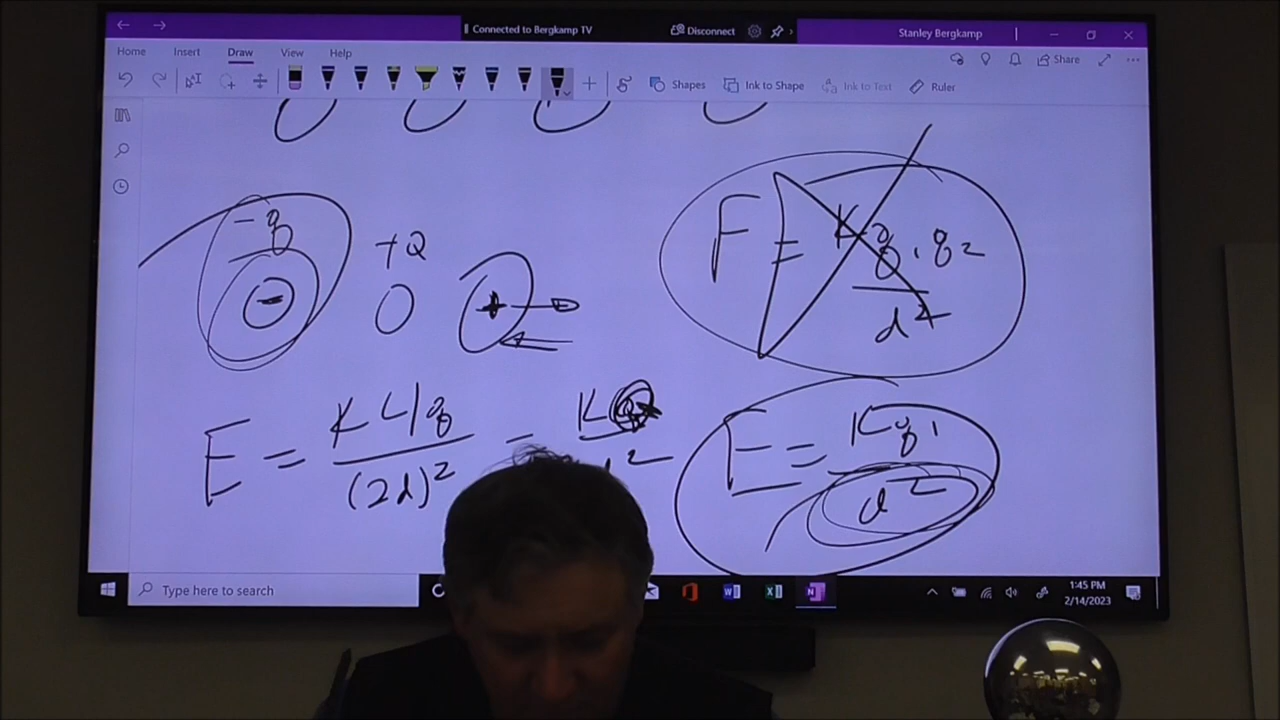 Connected to Bergkamp TV
Disconnect
Stanley Bergkamp
Home Insert Draw View Help
Share
Shapes Ink to Shape Ink to Text Ruler
-q
+Q
F = Kq1q2
d2
E = K4q = KQ
(2d)2 d2
E = Kq1
d2
Type here to search
1:45 PM
2/14/2023